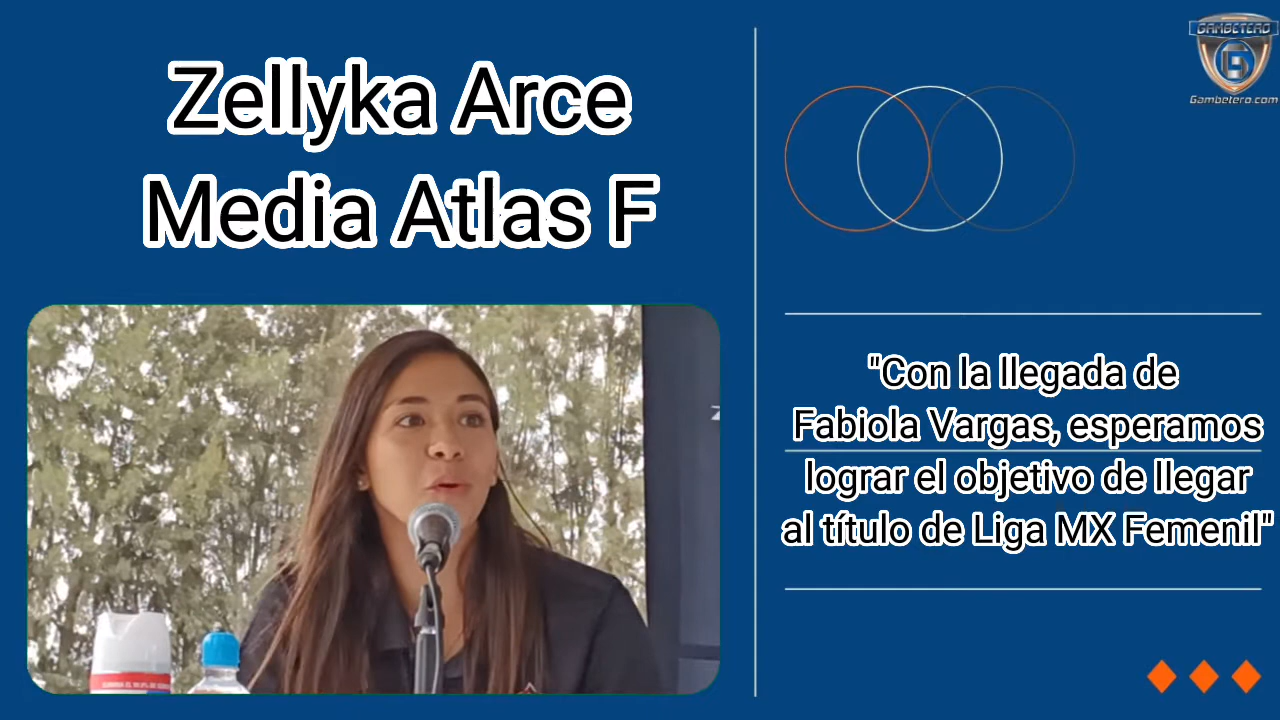 Zellyka Arce
Media Atlas F
GAMBETERO
Gambetero.com
"Con la llegada de
Fabiola Vargas, esperamos
lograr el objetivo de llegar
al título de Liga MX Femenil"